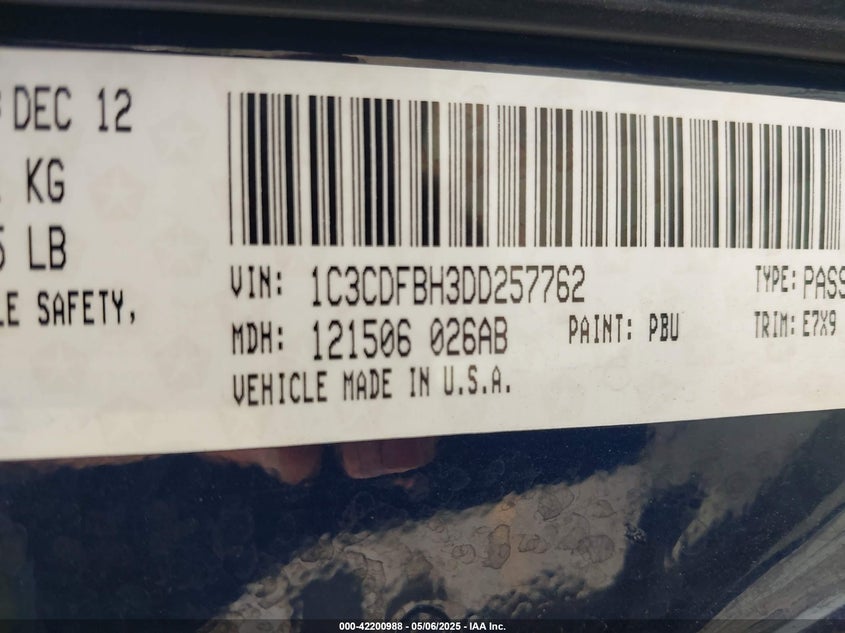 DEC 12
KG
LB
SAFETY,
VIN: 1C3CDFBH3DD257762
TYPE: PASS
MDH: 121506 026AB
PAINT: PBU
TRIM: E7X9
VEHICLE MADE IN U.S.A.
000-42200988 - 05/06/2025 - IAA Inc.